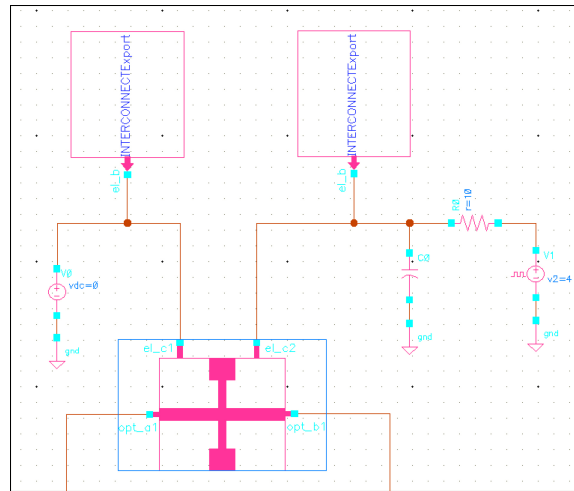 INTERCONNECTExport
INTERCONNECTExport
el_b
el_b
R0
r=10
V0
vdc=0
C0
V1
v2=4
gnd
gnd
gnd
el_c1
el_c2
opt_a1
opt_b1